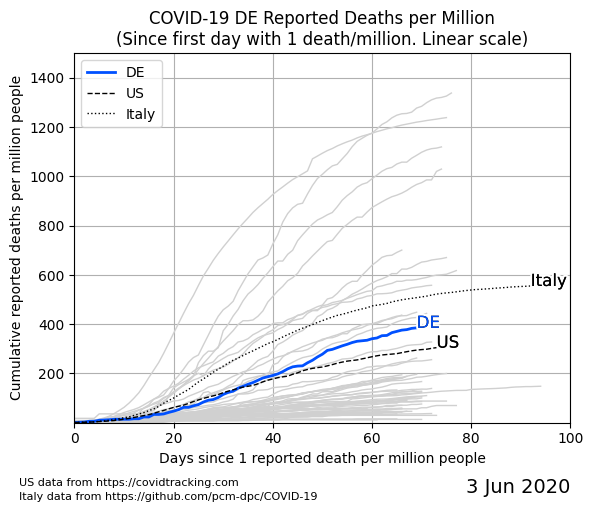 COVID-19 DE Reported Deaths per Million
(Since first day with 1 death/million. Linear scale)
Cumulative reported deaths per million people
1400
1200
1000
800
600
400
200
DE
US
Italy
Italy
DE
US
0 20 40 60 80 100
Days since 1 reported death per million people
US data from https://covidtracking.com
Italy data from https://github.com/pcm-dpc/COVID-19
3 Jun 2020